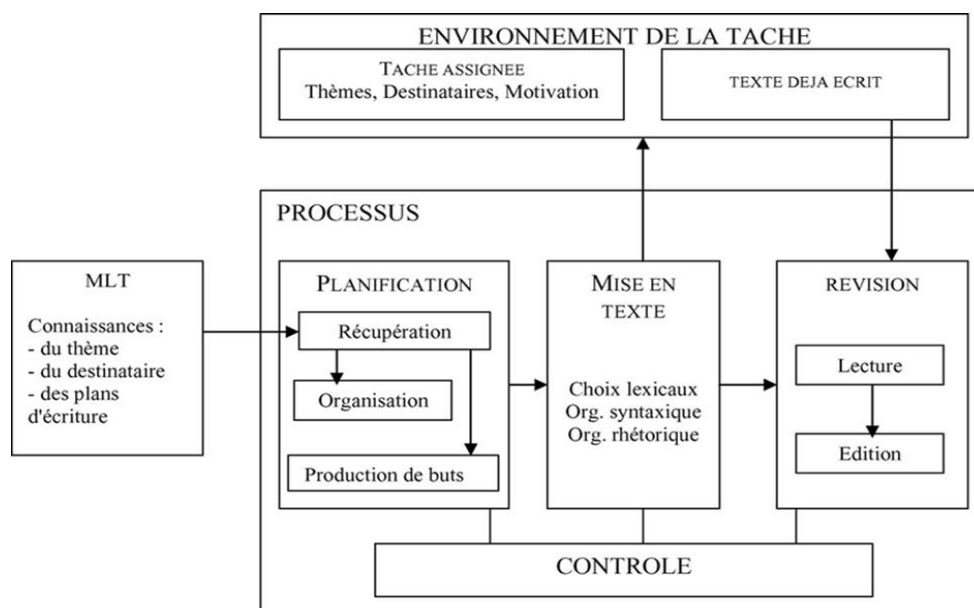 ENVIRONNEMENT DE LA TACHE
TACHE ASSIGNEE
Thèmes, Destinataires, Motivation
TEXTE DEJA ECRIT
PROCESSUS
MLT
Connaissances :
- du thème
- du destinataire
- des plans
d'écriture
PLANIFICATION
Récupération
Organisation
Production de buts
MISE EN
TEXTE
Choix lexicaux
Org. syntaxique
Org. rhétorique
REVISION
Lecture
Edition
CONTROLE